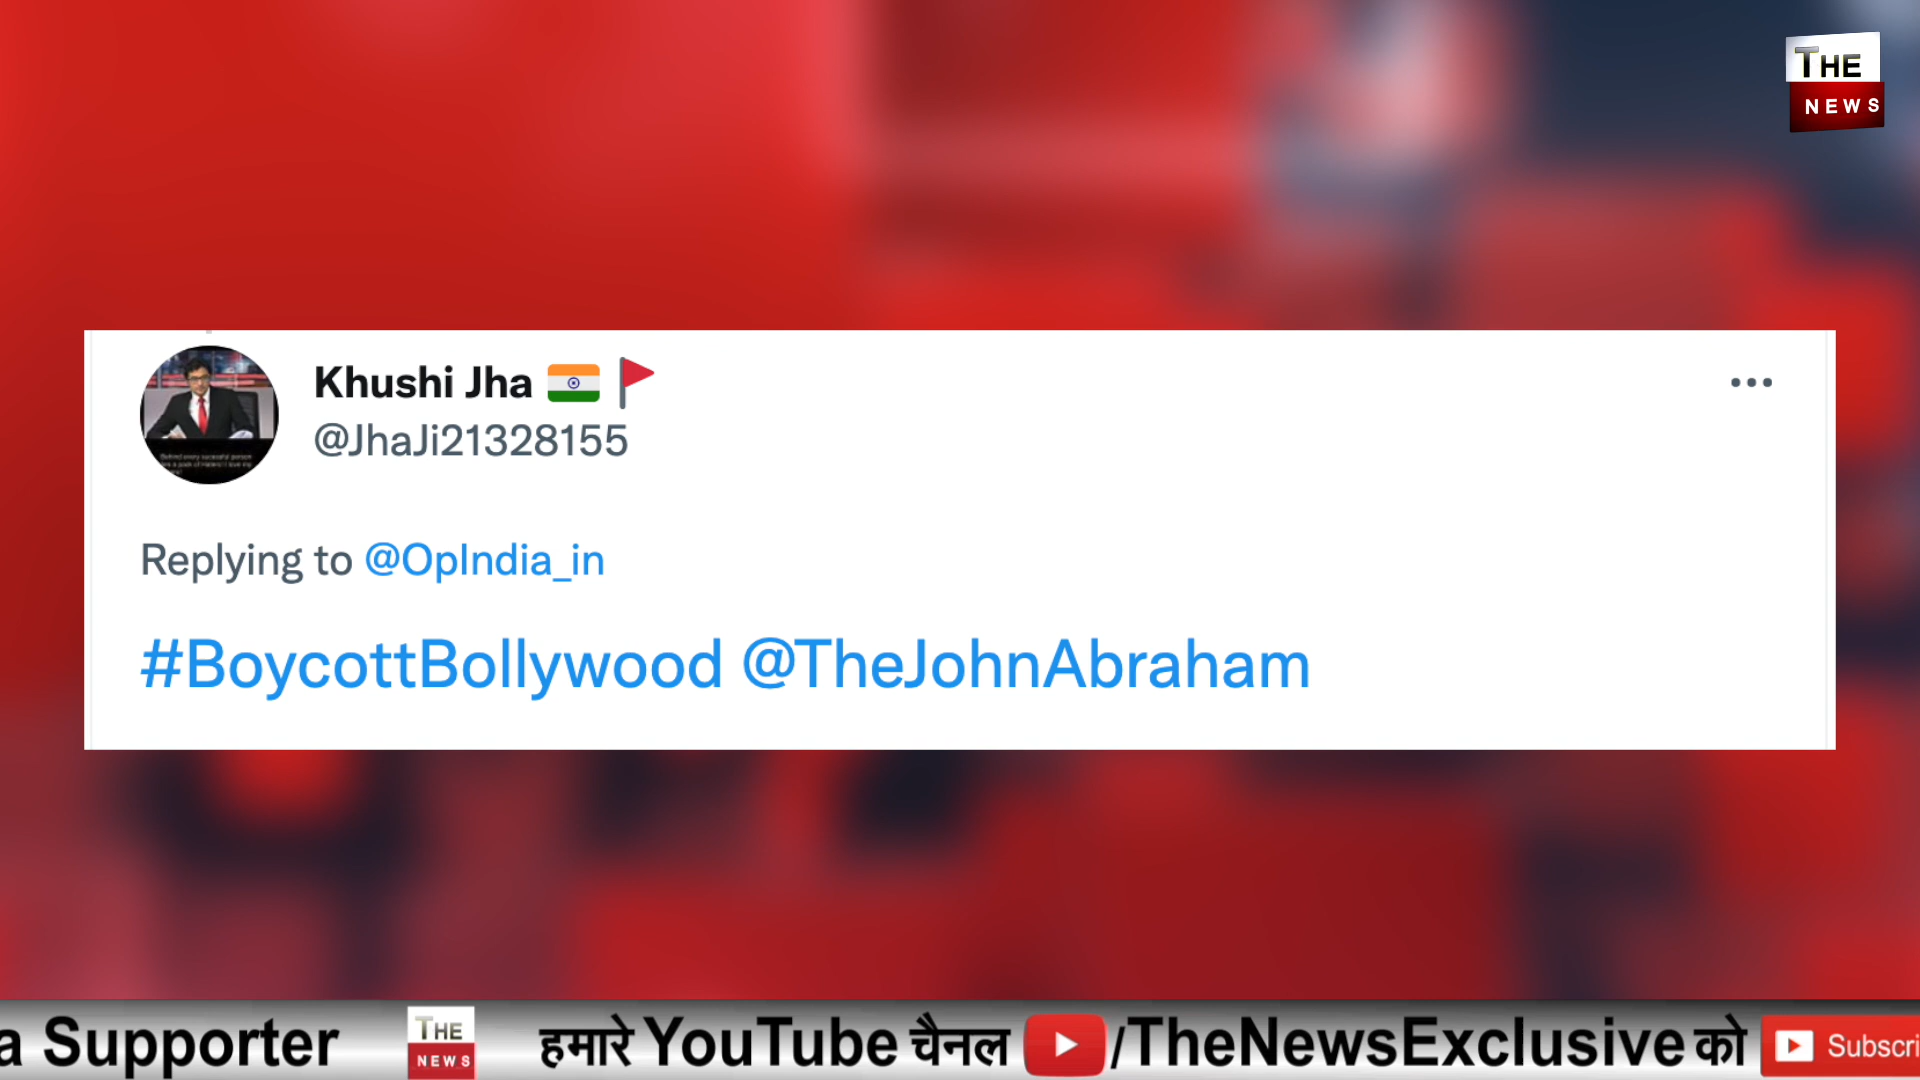 THE
NEWS
Khushi Jha
@JhaJi21328155
Replying to @OpIndia_in
#BoycottBollywood @TheJohnAbraham
a Supporter THE NEWS हमारे YouTube चैनल /TheNewsExclusive को Subscri